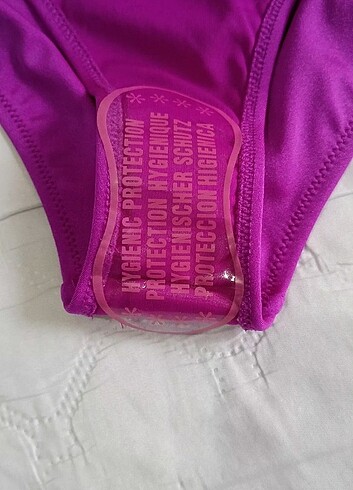 HYGIENIC PROTECTION
PROTECTION HYGIENIQUE
HYGIENISCHER SCHUTZ
PROTECCION HIGIENICA